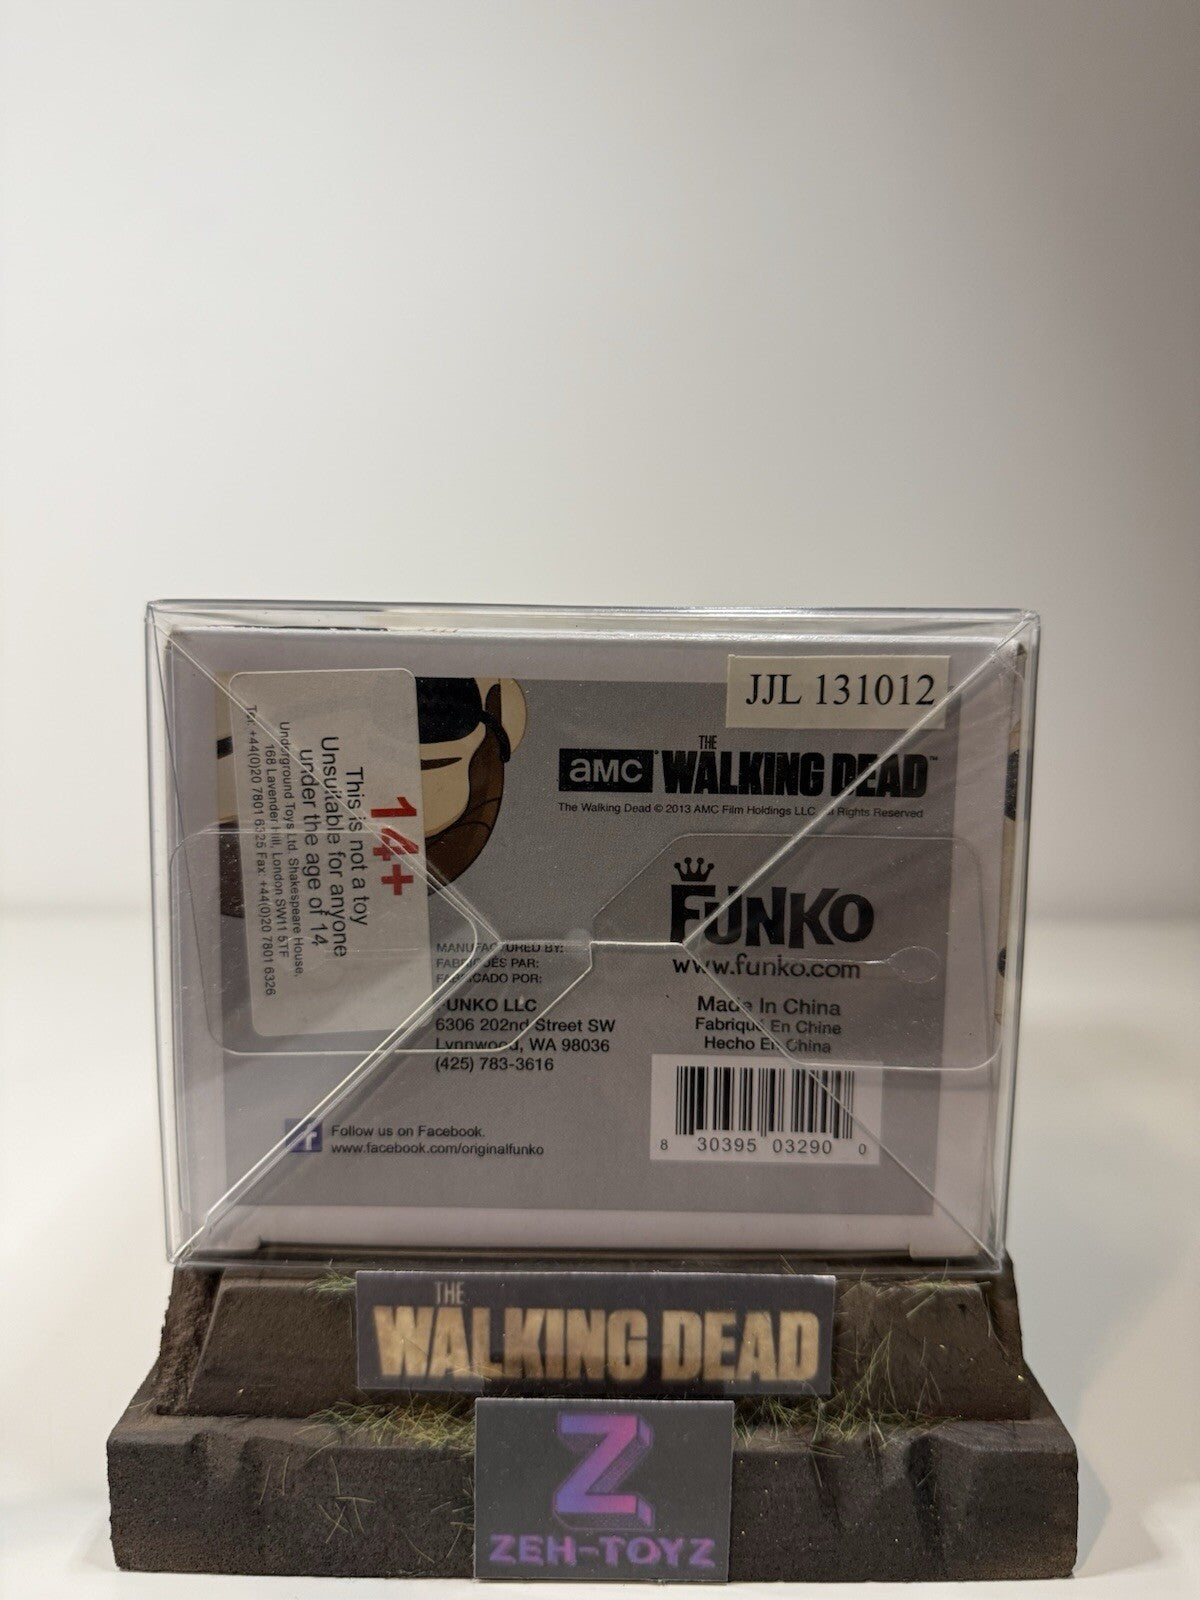 JJL 131012
THE
AMC WALKING DEAD™
The Walking Dead © 2013 AMC Film Holdings LLC. All Rights Reserved
14+
This is not a toy
Unsuitable for anyone
under the age of 14
Underground Toys Ltd. Shakespeare House,
168 Lavender Hill, London SW11 5TF
Tel: +44(0)20 7801 6325 Fax: +44(0)20 7801 6326
FUNKO
www.funko.com
MANUFACTURED BY:
FABRIQUÉS PAR:
FABRICADO POR:
FUNKO LLC
6306 202nd Street SW
Lynnwood, WA 98036
(425) 783-3616
Made In China
Fabriqué En Chine
Hecho En China
8 30395 03290 0
f Follow us on Facebook.
www.facebook.com/originalfunko
THE
WALKING DEAD
Z
ZEH-TOYZ